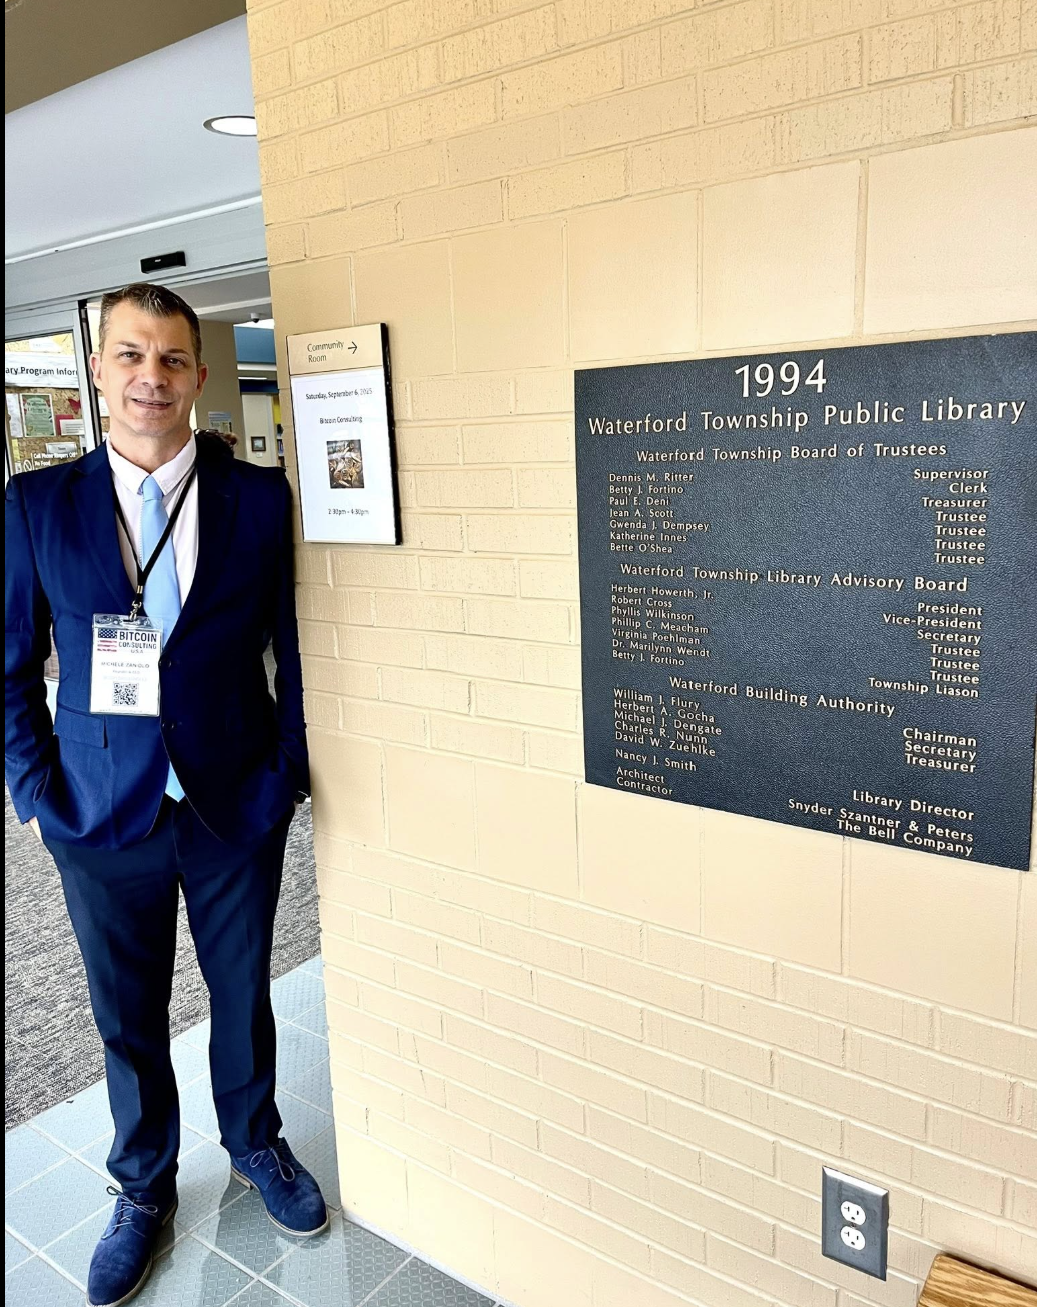 ary Program Infor
Community
Room
Saturday, September 6, 2025
Bitcoin Consulting
2:30pm - 4:30pm
BITCOIN
CONSULTING
USA
1994
Waterford Township Public Library
Waterford Township Board of Trustees
Dennis M. Ritter Supervisor
Betty J. Fortino Clerk
Paul E. Deni Treasurer
Jean A. Scott Trustee
Gwenda J. Dempsey Trustee
Katherine Innes Trustee
Bette O'Shea Trustee
Waterford Township Library Advisory Board
Herbert Howerth, Jr. President
Robert Cross Vice-President
Phyllis Wilkinson Secretary
Phillip C. Meacham Trustee
Virginia Poehlman Trustee
Dr. Marilynn Wendt Trustee
Betty J. Fortino Township Liason
Waterford Building Authority
William J. Flury Chairman
Herbert A. Gocha Secretary
Michael J. Dengate Treasurer
Charles R. Nunn
David W. Zuehlke
Nancy J. Smith Library Director
Architect Snyder Szantner & Peters
Contractor The Bell Company